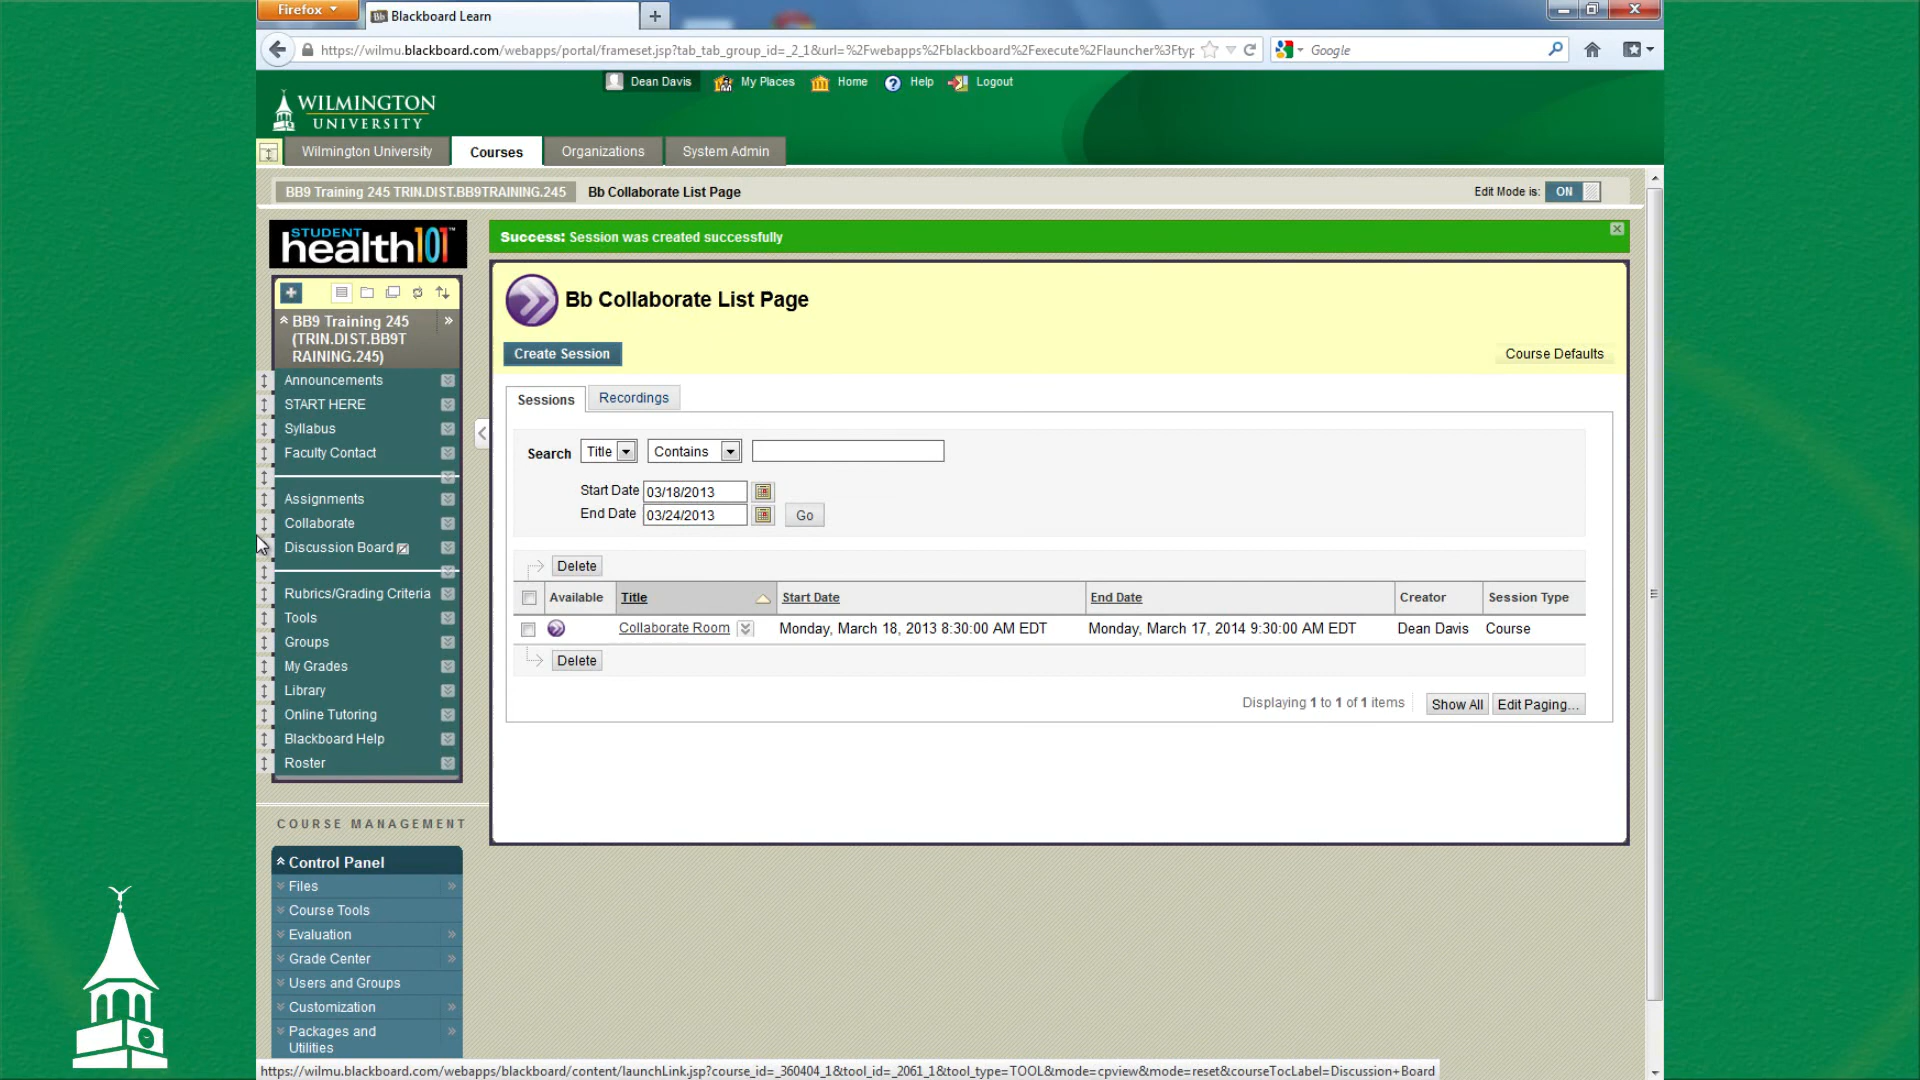 Firefox
Blackboard Learn
https://wilmu.blackboard.com/webapps/portal/frameset.jsp?tab_tab_group_id=_2_1&url=%2Fwebapps%2Fblackboard%2Fexecute%2Flauncher%3Ftyp
Google
Dean Davis
My Places
Home
Help
Logout
WILMINGTON
UNIVERSITY
Wilmington University
Courses
Organizations
System Admin
BB9 Training 245 TRIN.DIST.BB9TRAINING.245
Bb Collaborate List Page
Edit Mode is: ON
STUDENT
health101™
Success: Session was created successfully
Bb Collaborate List Page
Create Session
Course Defaults
BB9 Training 245
(TRIN.DIST.BB9T
RAINING.245)
Announcements
START HERE
Syllabus
Faculty Contact
Assignments
Collaborate
Discussion Board
Rubrics/Grading Criteria
Tools
Groups
My Grades
Library
Online Tutoring
Blackboard Help
Roster
Sessions
Recordings
Search Title Contains
Start Date 03/18/2013
End Date 03/24/2013 Go
Delete
Available Title Start Date End Date Creator Session Type
Collaborate Room Monday, March 18, 2013 8:30:00 AM EDT Monday, March 17, 2014 9:30:00 AM EDT Dean Davis Course
Delete
Displaying 1 to 1 of 1 items Show All Edit Paging...
COURSE MANAGEMENT
Control Panel
Files
Course Tools
Evaluation
Grade Center
Users and Groups
Customization
Packages and
Utilities
https://wilmu.blackboard.com/webapps/blackboard/content/launchLink.jsp?course_id=_360404_1&tool_id=_2061_1&tool_type=TOOL&mode=cpview&mode=reset&courseTocLabel=Discussion+Board